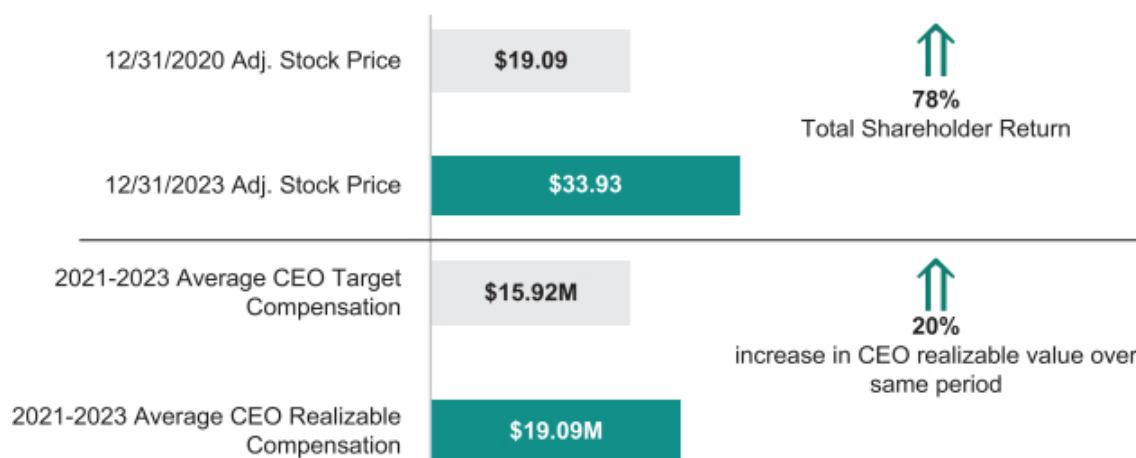 12/31/2020 Adj. Stock Price
$19.09
78%
Total Shareholder Return
12/31/2023 Adj. Stock Price
$33.93
2021-2023 Average CEO Target
Compensation
$15.92M
20%
increase in CEO realizable value over
same period
2021-2023 Average CEO Realizable
Compensation
$19.09M